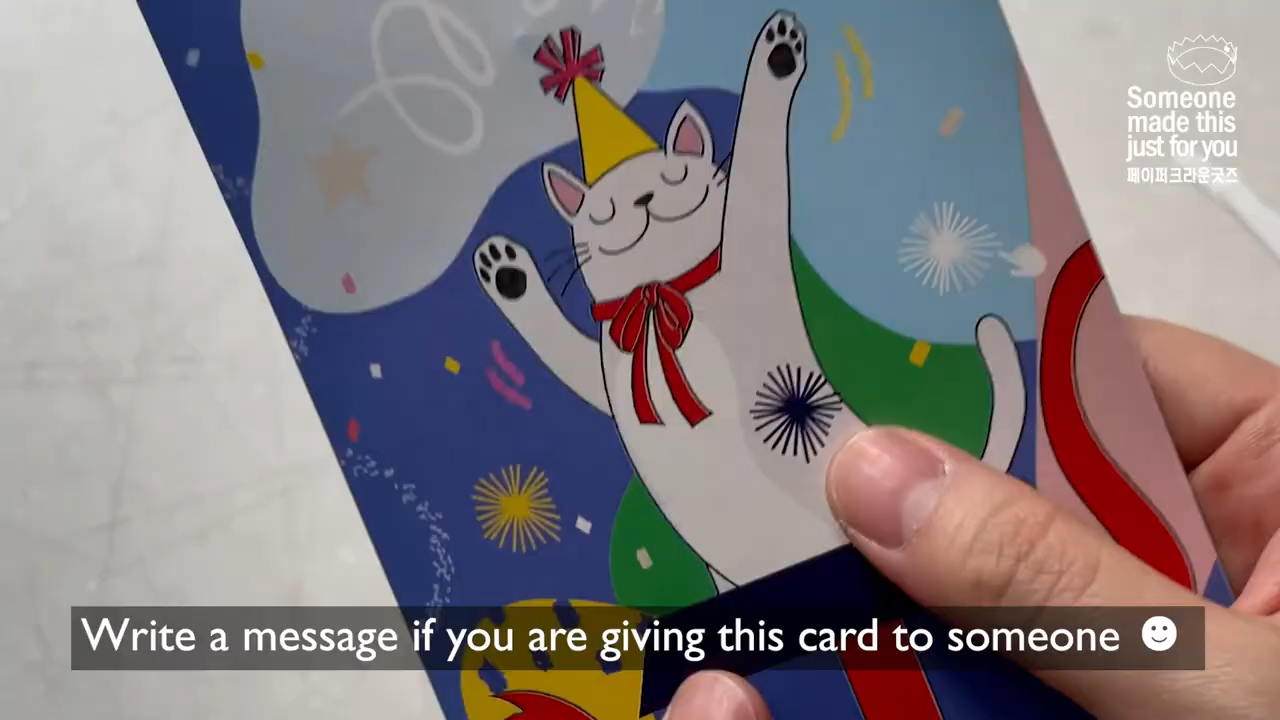 Someone
made this
just for you
페이퍼크라운굿즈
Write a message if you are giving this card to someone ☻